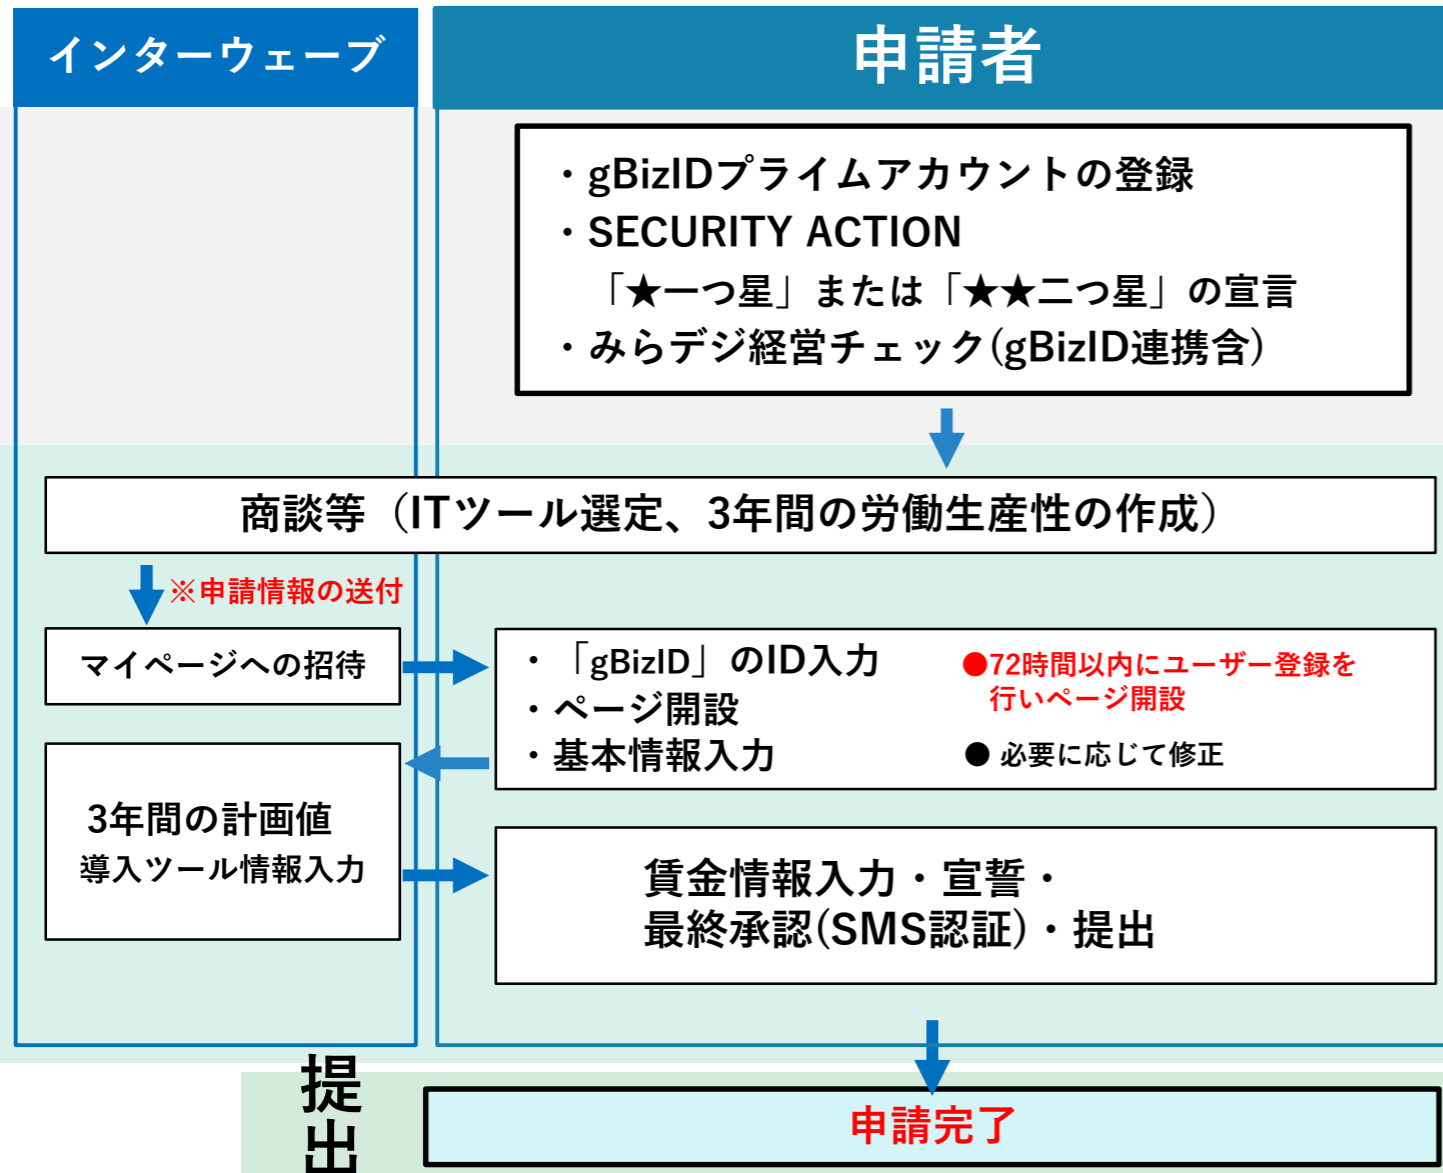 インターウェーブ
申請者
・gBizIDプライムアカウントの登録
・SECURITY ACTION
「★一つ星」または「★★二つ星」の宣言
・みらデジ経営チェック(gBizID連携含)
商談等（ITツール選定、3年間の労働生産性の作成）
※申請情報の送付
マイページへの招待
・「gBizID」のID入力
・ページ開設
・基本情報入力
●72時間以内にユーザー登録を
行いページ開設
● 必要に応じて修正
3年間の計画値
導入ツール情報入力
賃金情報入力・宣誓・
最終承認(SMS認証)・提出
提出
申請完了